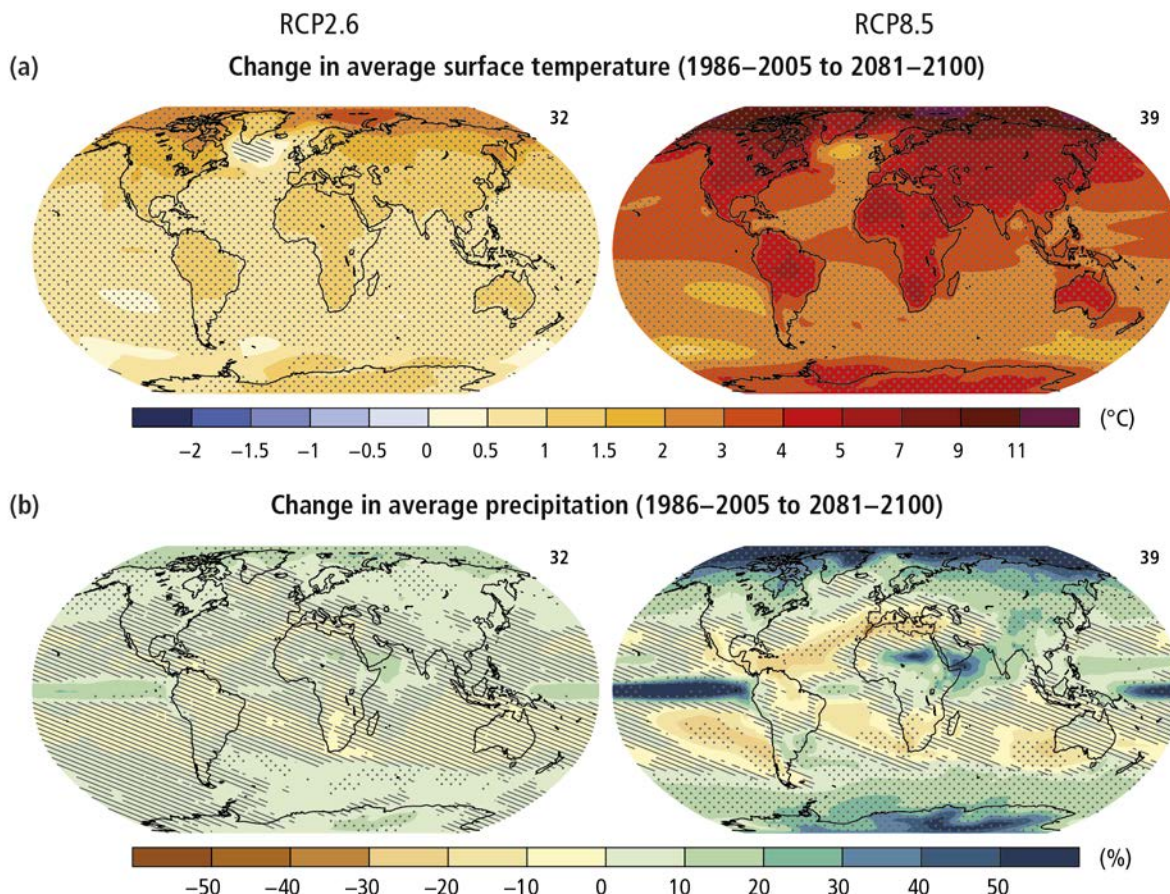 RCP2.6 RCP8.5
(a) Change in average surface temperature (1986–2005 to 2081–2100)
32 39
(°C)
−2 −1.5 −1 −0.5 0 0.5 1 1.5 2 3 4 5 7 9 11
(b) Change in average precipitation (1986–2005 to 2081–2100)
32 39
(%)
−50 −40 −30 −20 −10 0 10 20 30 40 50